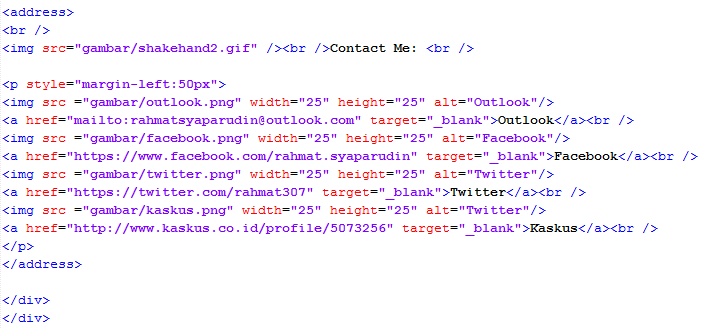 <address>
<br />
<img src="gambar/shakehand2.gif" /><br />Contact Me: <br />
<p style="margin-left:50px">
<img src ="gambar/outlook.png" width="25" height="25" alt="Outlook"/>
<a href="mailto:rahmatsyaparudin@outlook.com" target="_blank">Outlook</a><br />
<img src ="gambar/facebook.png" width="25" height="25" alt="Facebook"/>
<a href="https://www.facebook.com/rahmat.syaparudin" target="_blank">Facebook</a><br />
<img src ="gambar/twitter.png" width="25" height="25" alt="Twitter"/>
<a href="https://twitter.com/rahmat307" target="_blank">Twitter</a><br />
<img src ="gambar/kaskus.png" width="25" height="25" alt="Twitter"/>
<a href="http://www.kaskus.co.id/profile/5073256" target="_blank">Kaskus</a><br />
</p>
</address>
</div>
</div>